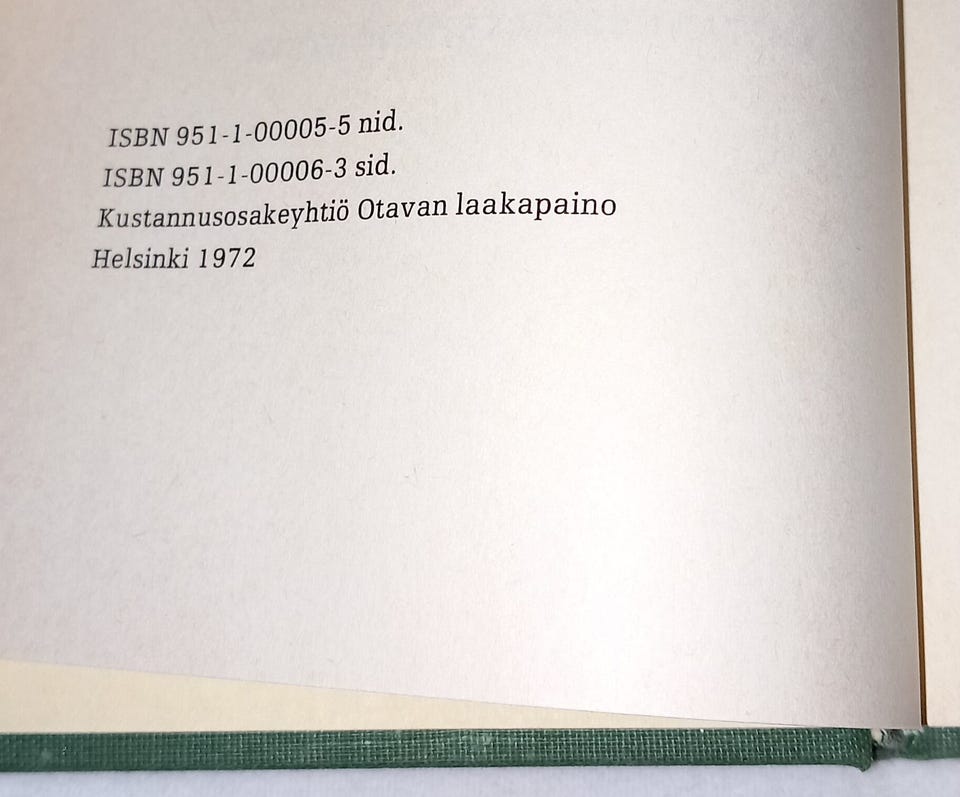 ISBN 951-1-00005-5 nid.
ISBN 951-1-00006-3 sid.
Kustannusosakeyhtiö Otavan laakapaino
Helsinki 1972